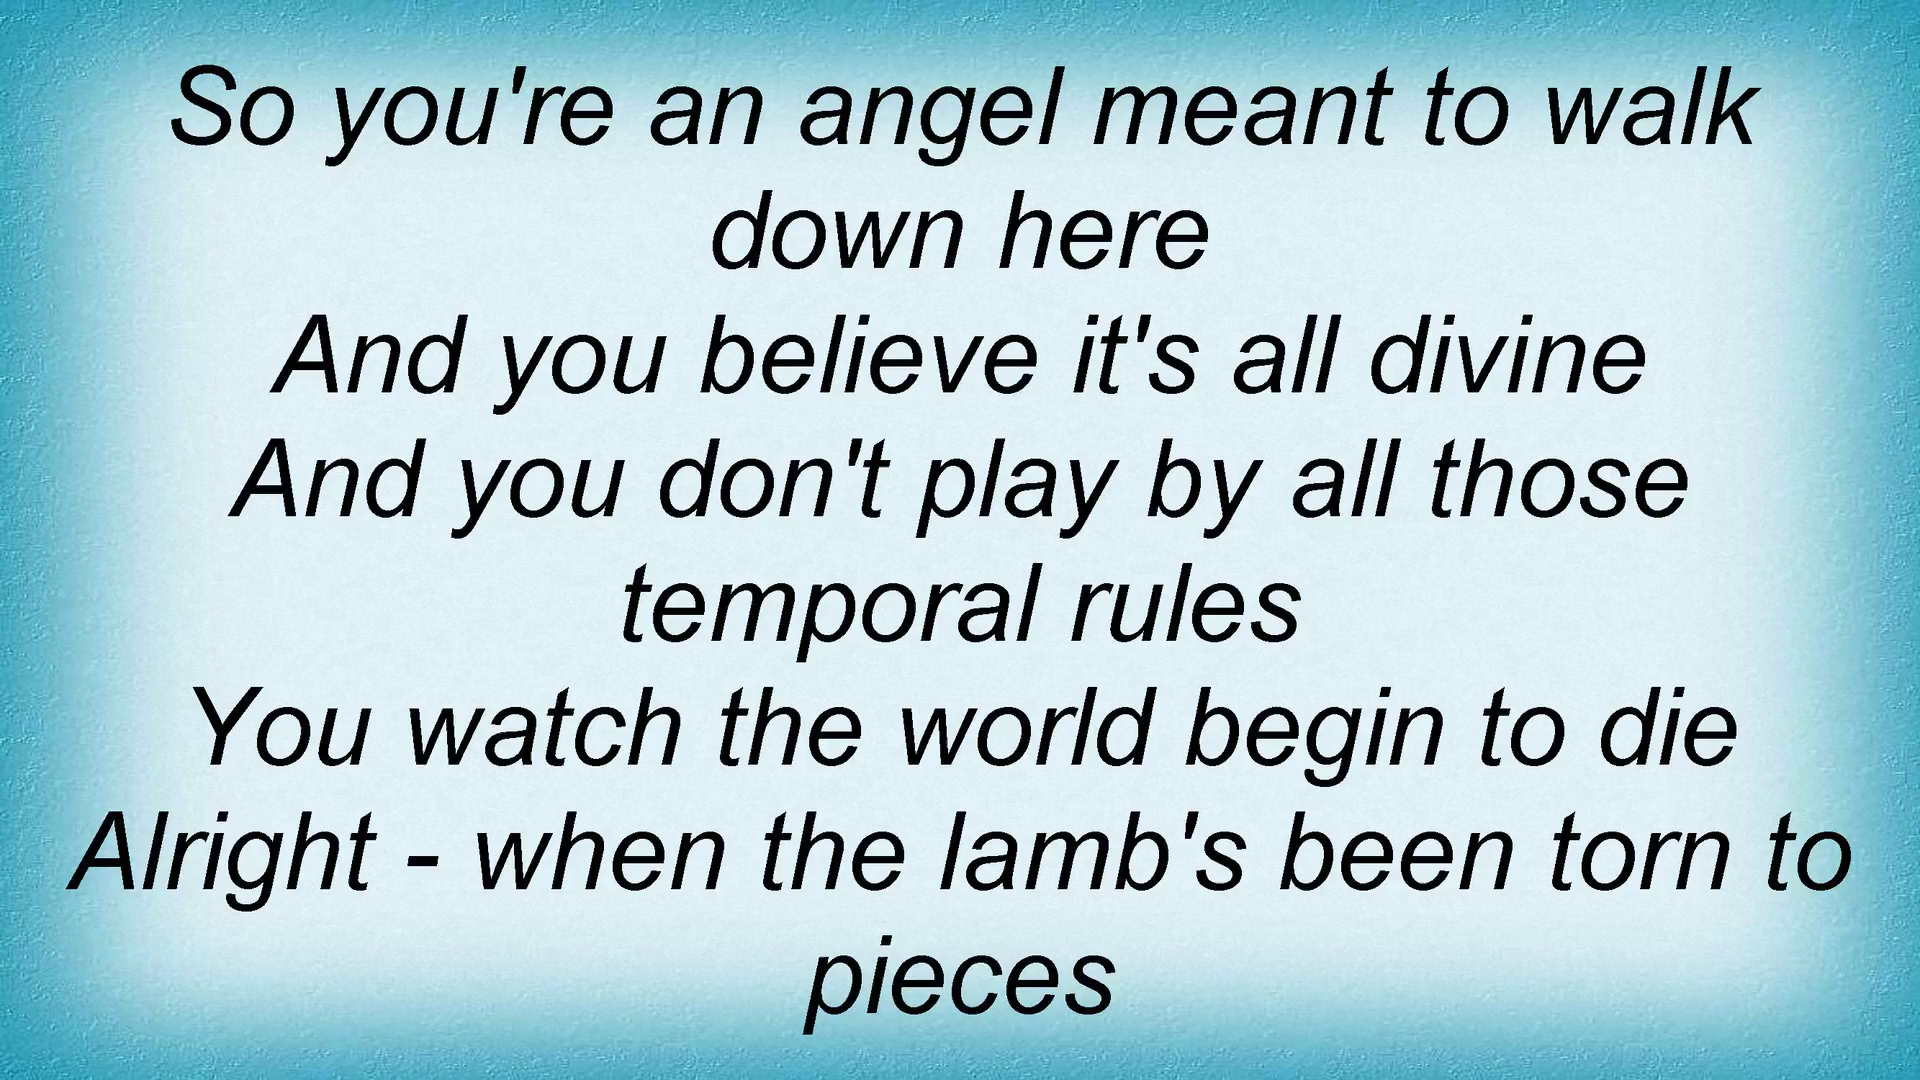 So you're an angel meant to walk
down here
And you believe it's all divine
And you don't play by all those
temporal rules
You watch the world begin to die
Alright - when the lamb's been torn to
pieces